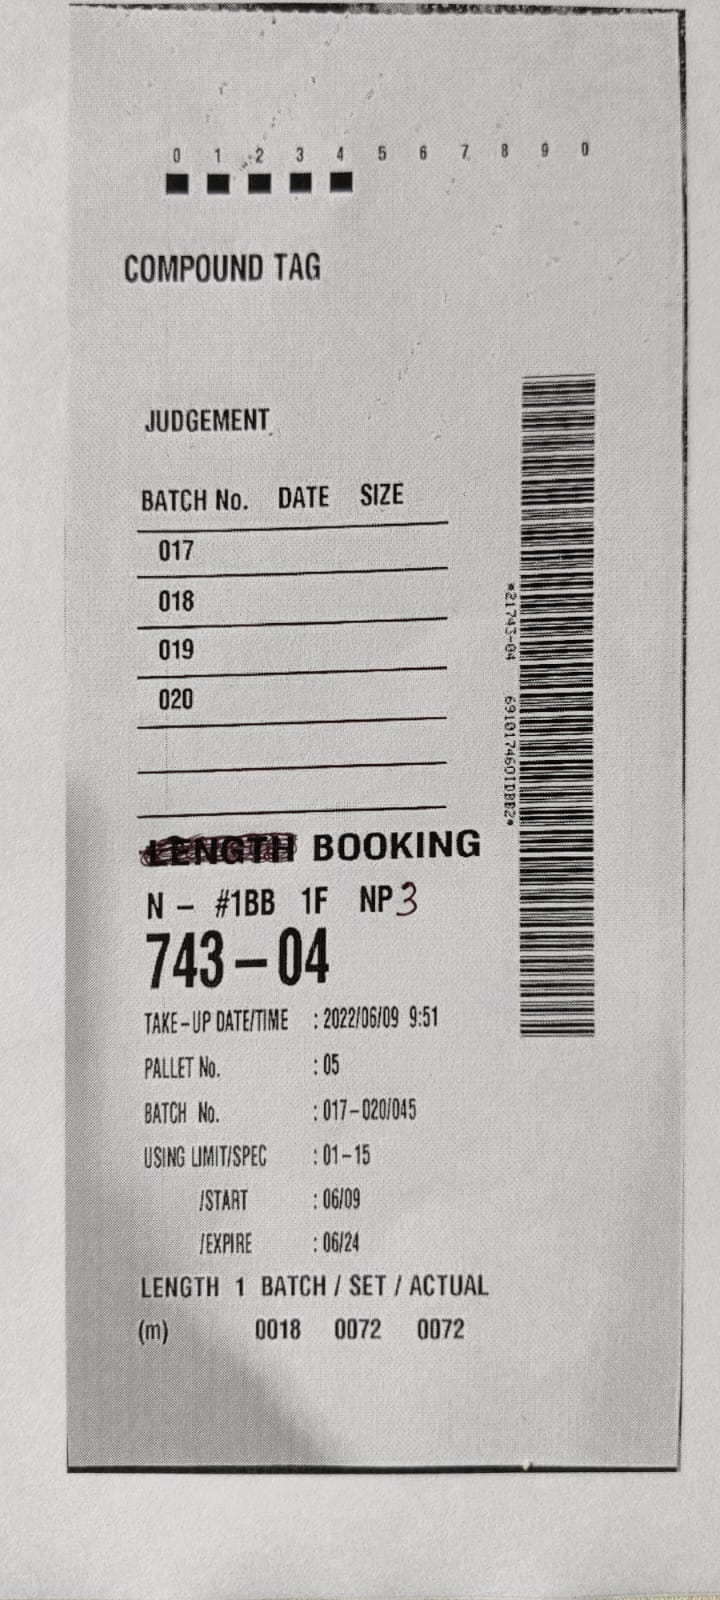 0 1 2 3 4 5 6 7 8 9 0
COMPOUND TAG
JUDGEMENT
BATCH No. DATE SIZE
017
018
019
020
LENGTH BOOKING
N - #1BB 1F NP3
743-04
TAKE-UP DATE/TIME : 2022/06/09 9:51
PALLET No. : 05
BATCH No. : 017-020/045
USING LIMIT/SPEC : 01-15
/START : 06/09
/EXPIRE : 06/24
LENGTH 1 BATCH / SET / ACTUAL
(m) 0018 0072 0072
*21743-04